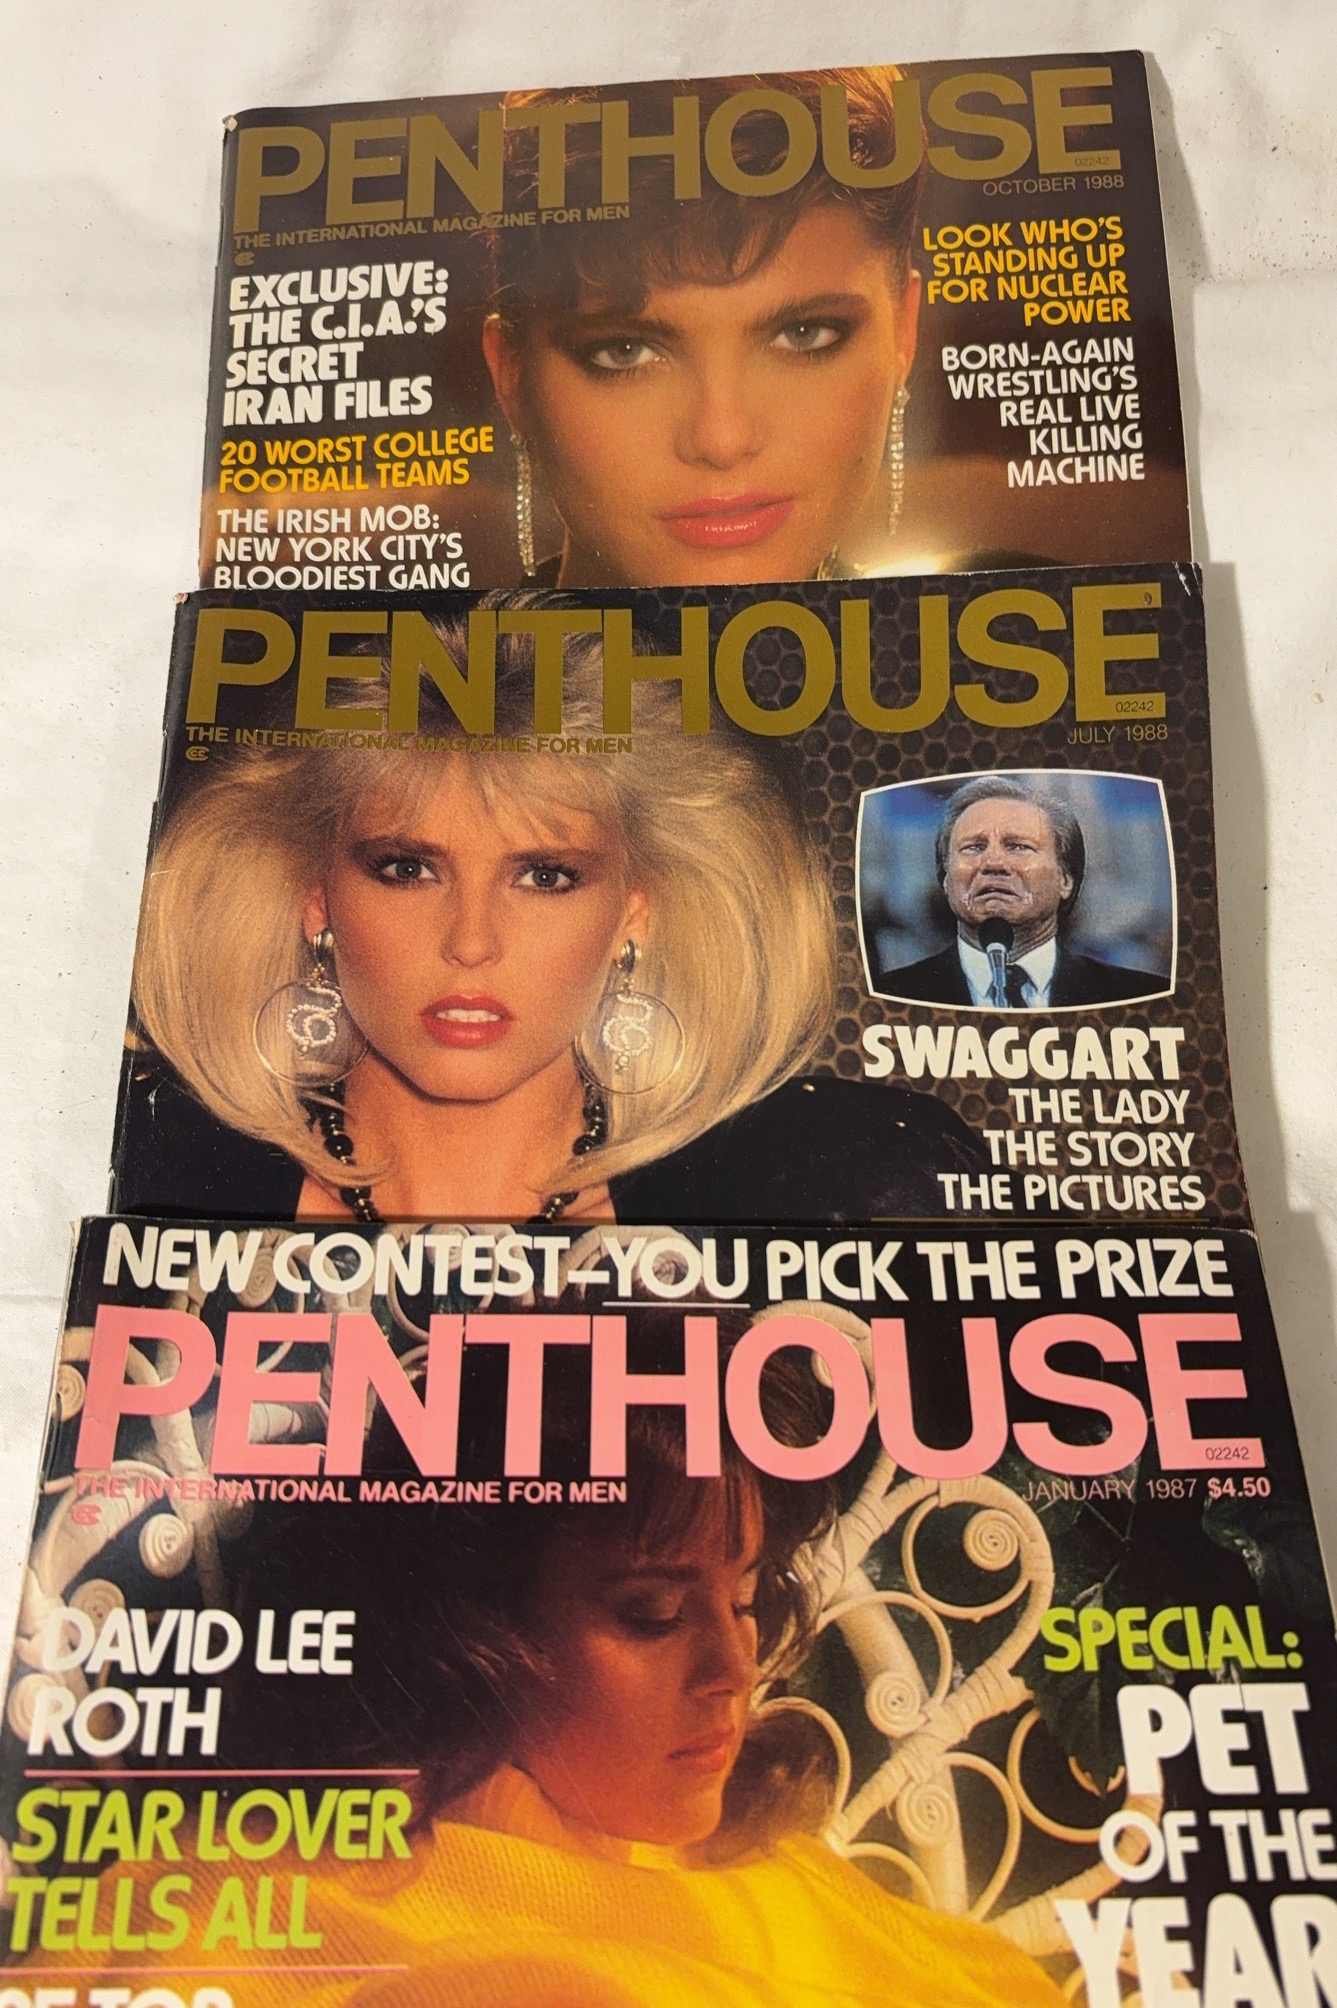 PENTHOUSE
02242
OCTOBER 1988
THE INTERNATIONAL MAGAZINE FOR MEN
EXCLUSIVE:
THE C.I.A.'S
SECRET
IRAN FILES
20 WORST COLLEGE
FOOTBALL TEAMS
THE IRISH MOB:
NEW YORK CITY'S
BLOODIEST GANG
LOOK WHO'S
STANDING UP
FOR NUCLEAR
POWER
BORN-AGAIN
WRESTLING'S
REAL LIVE
KILLING
MACHINE
PENTHOUSE
02242
JULY 1988
THE INTERNATIONAL MAGAZINE FOR MEN
CC
SWAGGART
THE LADY
THE STORY
THE PICTURES
NEW CONTEST–YOU PICK THE PRIZE
PENTHOUSE
02242
THE INTERNATIONAL MAGAZINE FOR MEN
JANUARY 1987 $4.50
DAVID LEE
ROTH
STAR LOVER
TELLS ALL
SPECIAL:
PET
OF THE
YEAR